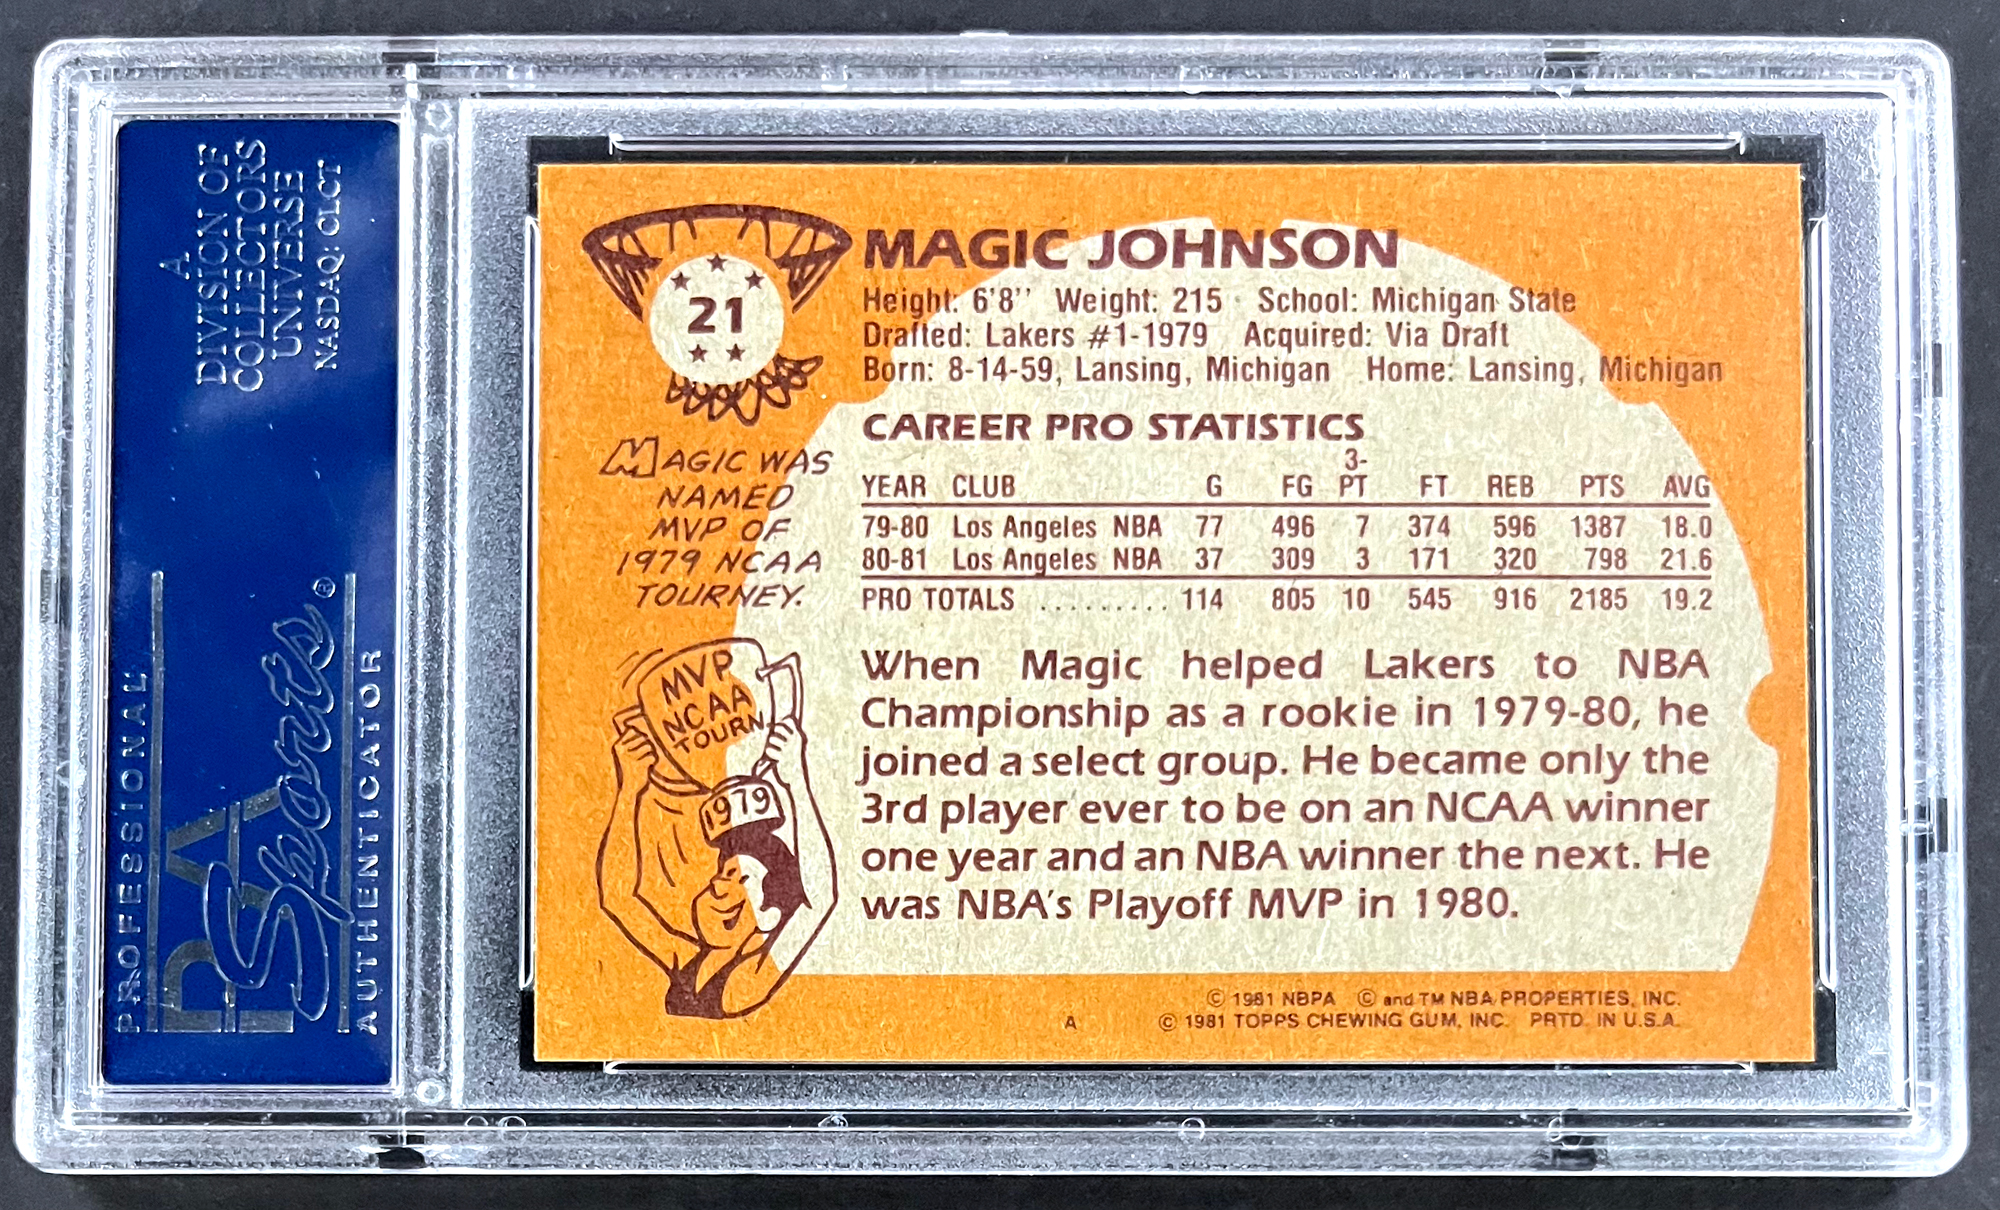 A
DIVISION OF
COLLECTORS
UNIVERSE
NASDAQ: CLCT
PROFESSIONAL
PSA
Sports®
AUTHENTICATOR
21
MAGIC JOHNSON
Height: 6'8'' Weight: 215 School: Michigan State
Drafted: Lakers #1-1979 Acquired: Via Draft
Born: 8-14-59, Lansing, Michigan Home: Lansing, Michigan
MAGIC WAS
NAMED
MVP OF
1979 NCAA
TOURNEY.
MVP
NCAA
TOURN
1979
CAREER PRO STATISTICS
YEAR CLUB G FG 3-PT FT REB PTS AVG
79-80 Los Angeles NBA 77 496 7 374 596 1387 18.0
80-81 Los Angeles NBA 37 309 3 171 320 798 21.6
PRO TOTALS .......... 114 805 10 545 916 2185 19.2
When Magic helped Lakers to NBA
Championship as a rookie in 1979-80, he
joined a select group. He became only the
3rd player ever to be on an NCAA winner
one year and an NBA winner the next. He
was NBA's Playoff MVP in 1980.
© 1981 NBPA © and TM NBA PROPERTIES, INC.
A © 1981 TOPPS CHEWING GUM, INC. PRTD. IN U.S.A.